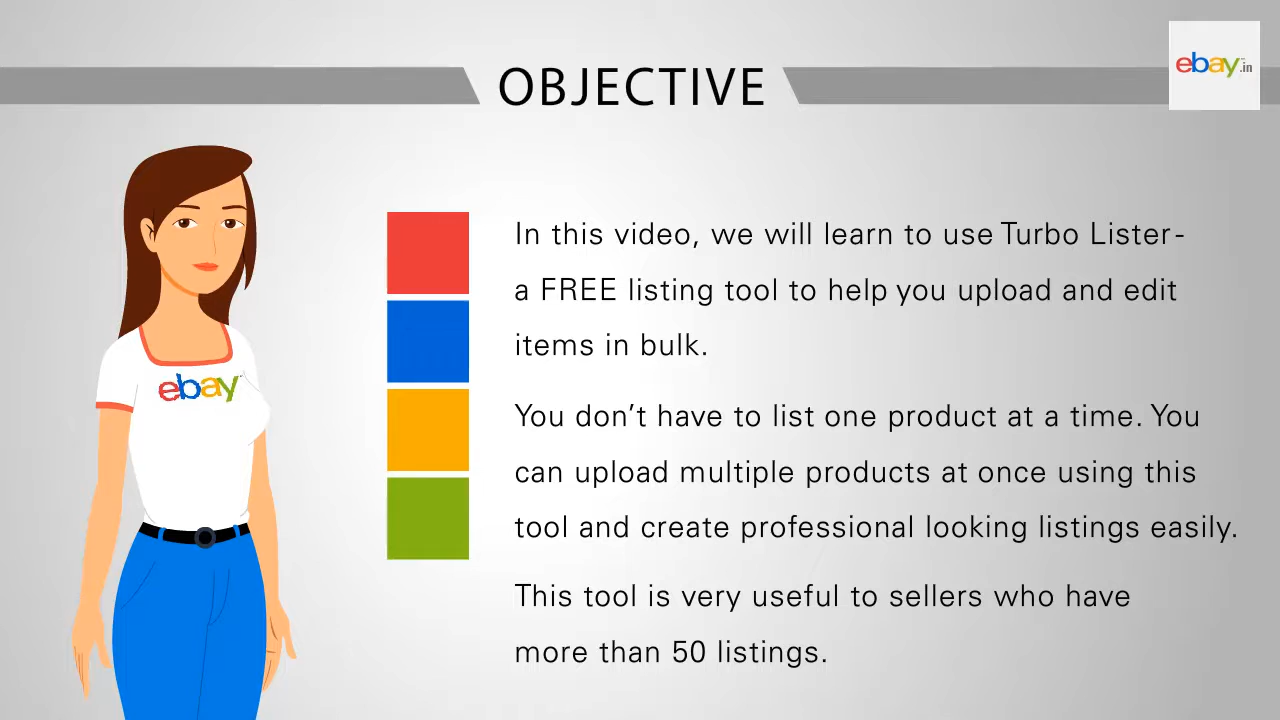 OBJECTIVE
ebay.in
ebay
In this video, we will learn to use Turbo Lister -
a FREE listing tool to help you upload and edit
items in bulk.
You don’t have to list one product at a time. You
can upload multiple products at once using this
tool and create professional looking listings easily.
This tool is very useful to sellers who have
more than 50 listings.